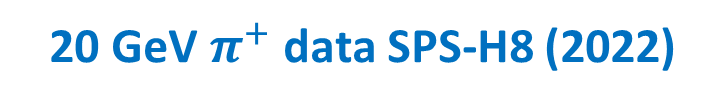 20 GeV π⁺ data SPS-H8 (2022)